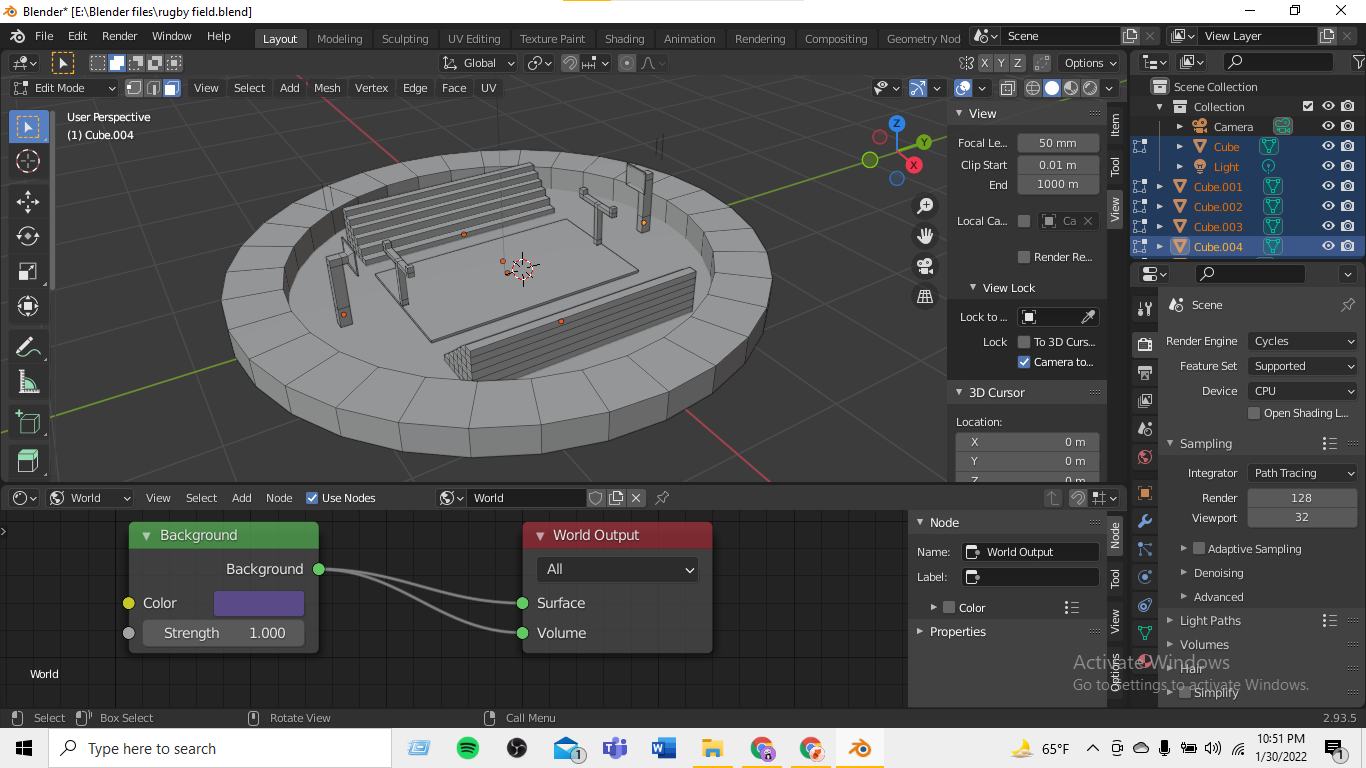 Blender* [E:\Blender files\rugby field.blend]
File Edit Render Window Help Layout Modeling Sculpting UV Editing Texture Paint Shading Animation Rendering Compositing Geometry Nod Scene View Layer
Global X Y Z Options
Edit Mode View Select Add Mesh Vertex Edge Face UV
User Perspective
(1) Cube.004
Z
Y
X
View
Focal Le... 50 mm
Clip Start 0.01 m
End 1000 m
Local Ca... Ca
Render Re...
View Lock
Lock to ...
Lock To 3D Curs...
Camera to...
3D Cursor
Location:
X 0 m
Y 0 m
Z 0 m
Item
Tool
View
Scene Collection
Collection
Camera
Cube
Light
Cube.001
Cube.002
Cube.003
Cube.004
Scene
Render Engine Cycles
Feature Set Supported
Device CPU
Open Shading L...
Sampling
Integrator Path Tracing
Render 128
Viewport 32
Adaptive Sampling
Denoising
Advanced
Light Paths
Volumes
Hair
Simplify
Activate Windows
Go to Settings to activate Windows.
World View Select Add Node Use Nodes World
Background
Background
Color
Strength 1.000
World Output
All
Surface
Volume
World
Node
Name: World Output
Label:
Color
Properties
Node
Tool
View
Options
Select Box Select Rotate View Call Menu 2.93.5
Type here to search
1
65°F
10:51 PM
1/30/2022
1